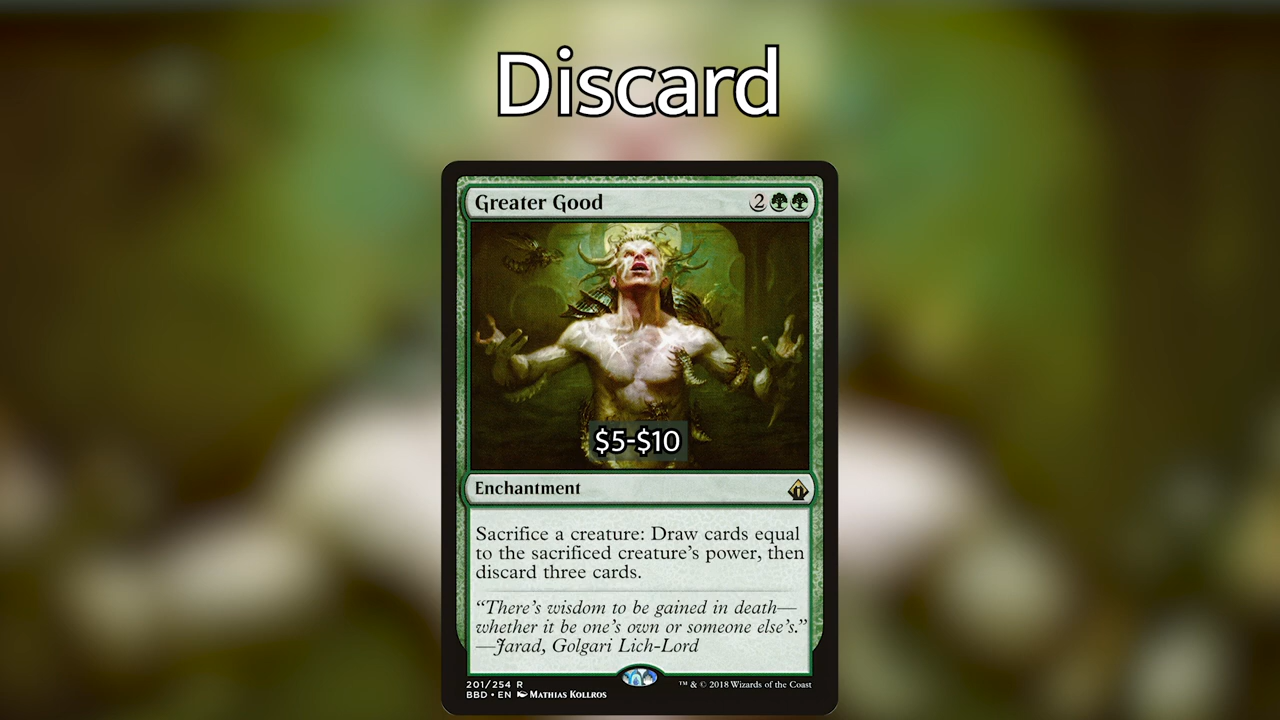 Discard
Greater Good 2
$5-$10
Enchantment
Sacrifice a creature: Draw cards equal
to the sacrificed creature's power, then
discard three cards.
“There's wisdom to be gained in death—
whether it be one's own or someone else's.”
—Jarad, Golgari Lich-Lord
201/254 R
BBD • EN Mathias Kollros
™ & © 2018 Wizards of the Coast